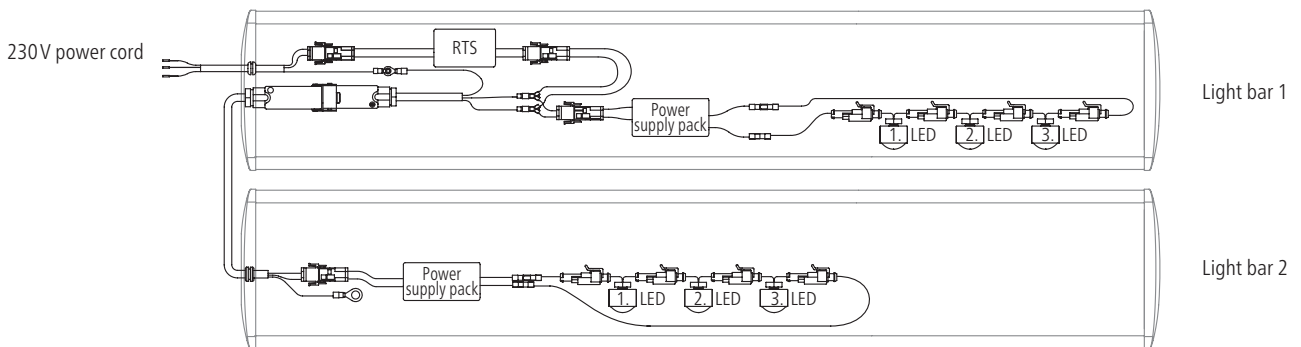 230 V power cord
RTS
Power
supply pack
1. LED
2. LED
3. LED
Light bar 1
Power
supply pack
1. LED
2. LED
3. LED
Light bar 2